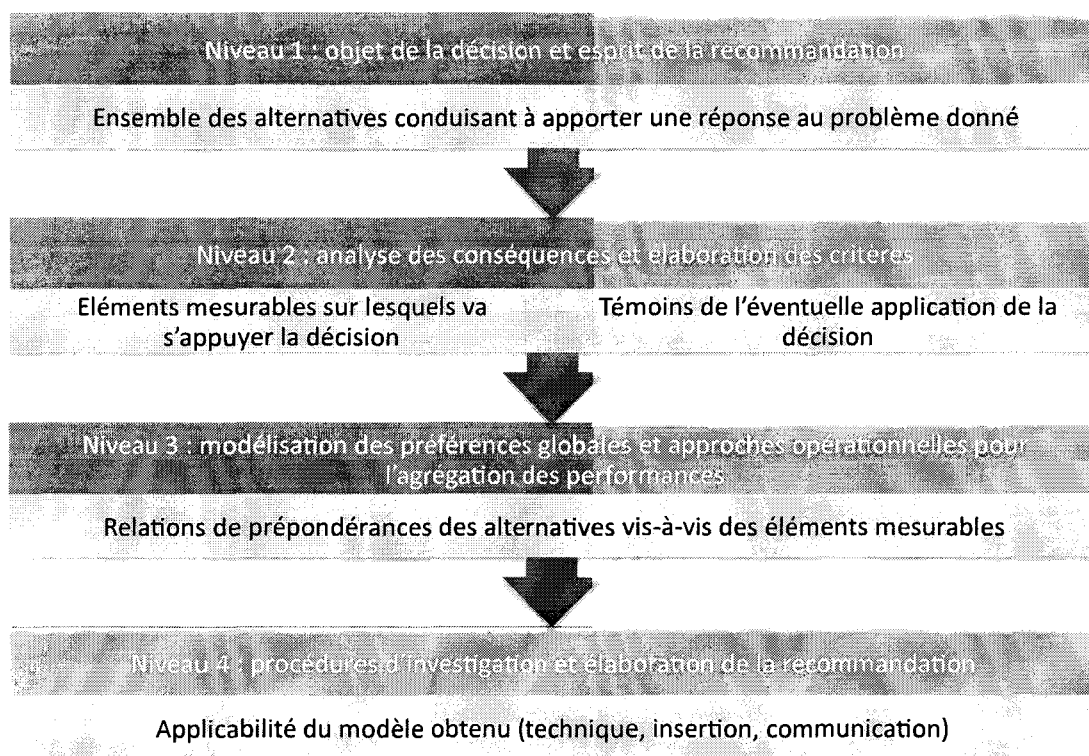 Niveau 1 : objet de la décision et esprit de la recommandation
Ensemble des alternatives conduisant à apporter une réponse au problème donné
Niveau 2 : analyse des conséquences et élaboration des critères
Eléments mesurables sur lesquels va
s'appuyer la décision
Témoins de l'éventuelle application de la
décision
Niveau 3 : modélisation des préférences globales et approches opérationnelles pour
l'agrégation des performances
Relations de prépondérances des alternatives vis-à-vis des éléments mesurables
Niveau 4 : procédures d'investigation et élaboration de la recommandation
Applicabilité du modèle obtenu (technique, insertion, communication)